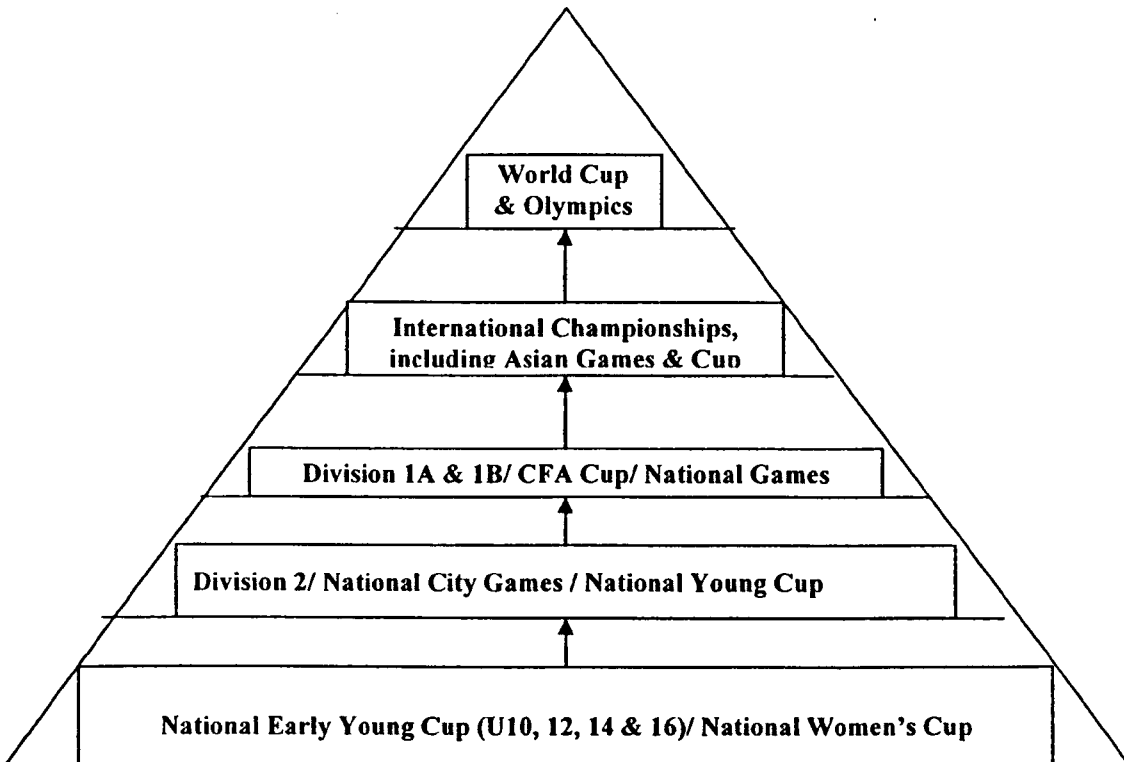 World Cup
& Olympics
International Championships,
including Asian Games & Cup
Division 1A & 1B/ CFA Cup/ National Games
Division 2/ National City Games / National Young Cup
National Early Young Cup (U10, 12, 14 & 16)/ National Women's Cup